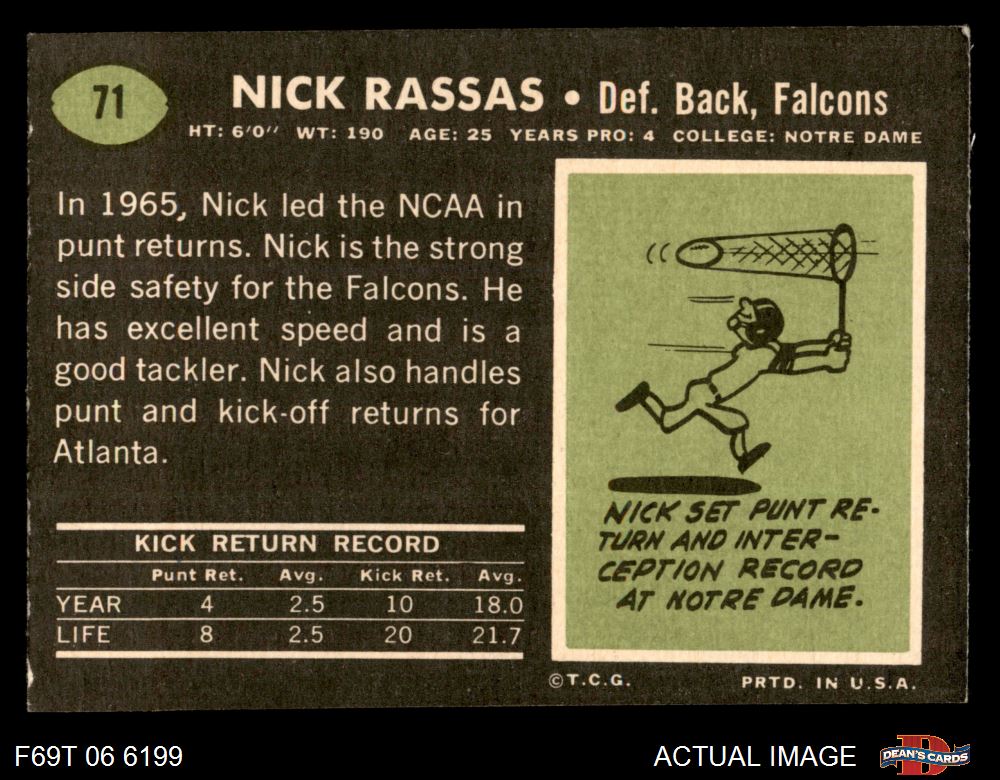 71
NICK RASSAS • Def. Back, Falcons
HT: 6'0" WT: 190 AGE: 25 YEARS PRO: 4 COLLEGE: NOTRE DAME
In 1965, Nick led the NCAA in
punt returns. Nick is the strong
side safety for the Falcons. He
has excellent speed and is a
good tackler. Nick also handles
punt and kick-off returns for
Atlanta.
KICK RETURN RECORD
Punt Ret. Avg. Kick Ret. Avg.
YEAR 4 2.5 10 18.0
LIFE 8 2.5 20 21.7
NICK SET PUNT RE-
TURN AND INTER-
CEPTION RECORD
AT NOTRE DAME.
©T.C.G. PRTD. IN U.S.A.
F69T 06 6199 ACTUAL IMAGE DEAN'S CARDS